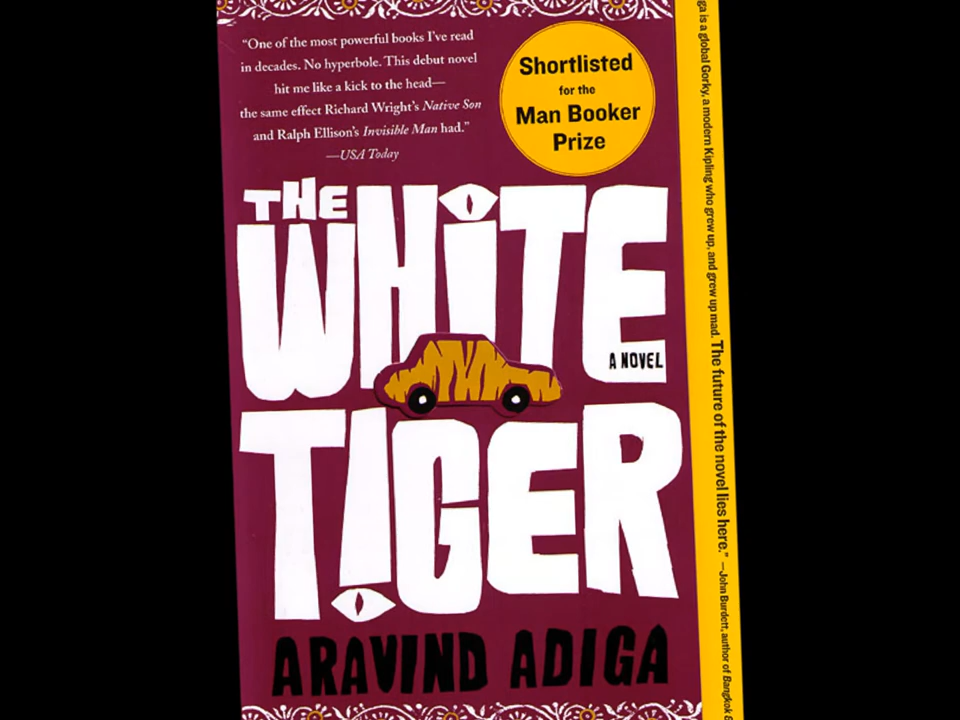 “One of the most powerful books I’ve read
in decades. No hyperbole. This debut novel
hit me like a kick to the head—
the same effect Richard Wright’s Native Son
and Ralph Ellison’s Invisible Man had.”
—USA Today
Shortlisted
for the
Man Booker
Prize
THE
WHITE
A NOVEL
TIGER
ARAVIND ADIGA
is a global Gorky, a modern Kipling who grew up, and grew up mad. The future of the novel lies here.” —John Burdett, author of Bangkok